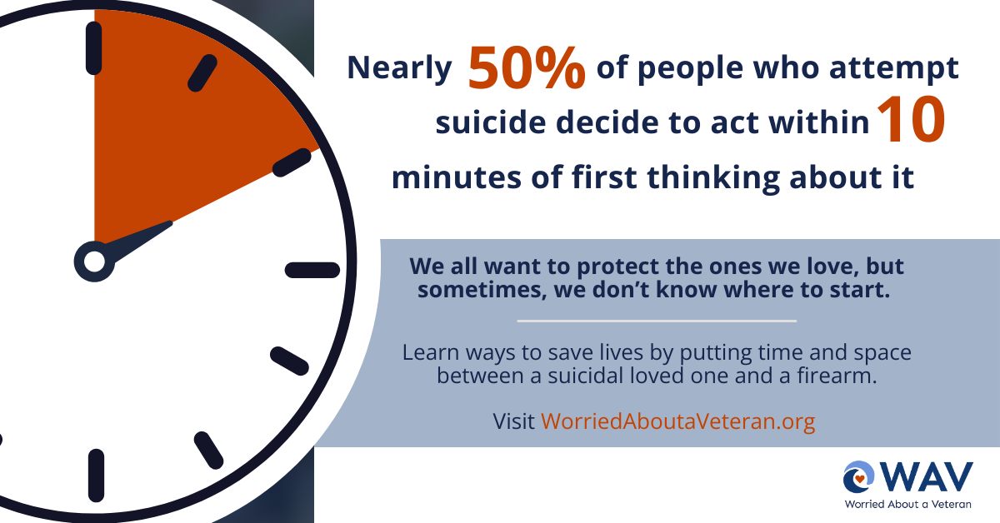 Nearly 50% of people who attempt
suicide decide to act within 10
minutes of first thinking about it
We all want to protect the ones we love, but
sometimes, we don’t know where to start.
Learn ways to save lives by putting time and space
between a suicidal loved one and a firearm.
Visit WorriedAboutaVeteran.org
WAV
Worried About a Veteran